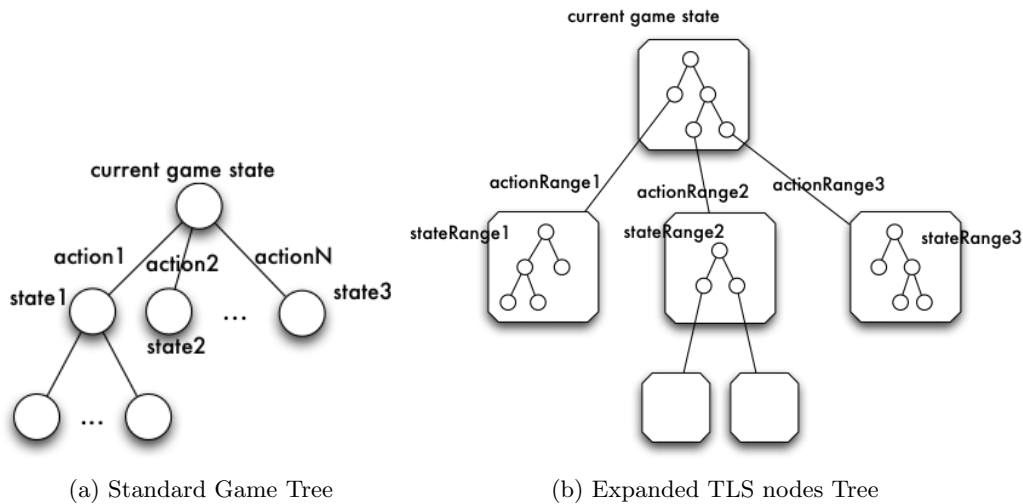 current game state
action1
action2
actionN
state1
...
state3
state2
...
(a) Standard Game Tree
current game state
actionRange1
actionRange2
actionRange3
stateRange1
stateRange2
stateRange3
(b) Expanded TLS nodes Tree